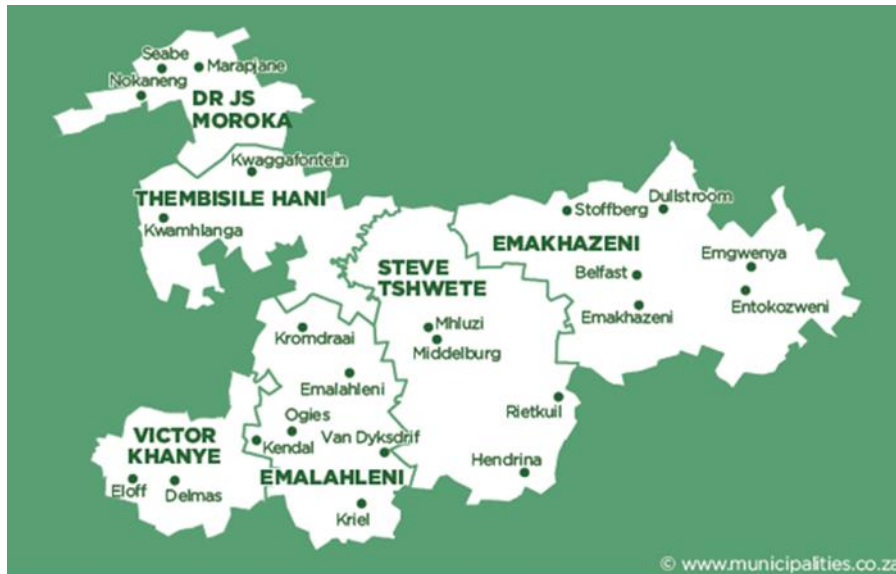 Seabe
Marapjane
Nokaneng
DR JS
MOROKA
Kwaggafontein
THEMBISILE HANI
Kwamhlanga
Stoffberg
Dullstroom
EMAKHAZENI
Emgwenya
Belfast
Entokozweni
Emakhazeni
STEVE
TSHWETE
Mhluzi
Middelburg
Rietkuil
Hendrina
Kromdraai
Emalahleni
Ogies
Van Dyksdrif
Kendal
EMALAHLENI
Kriel
VICTOR
KHANYE
Eloff
Delmas
© www.municipalities.co.za